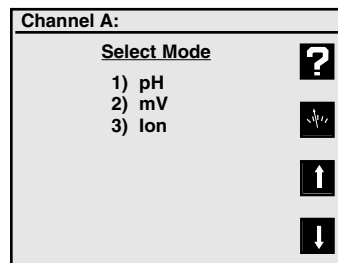 Channel A:
Select Mode
1) pH
2) mV
3) Ion
?